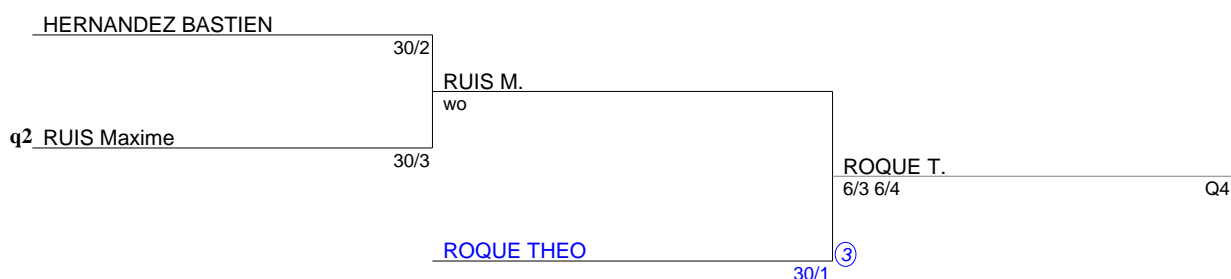 HERNANDEZ BASTIEN
30/2
RUIS M.
wo
q2 RUIS Maxime
30/3
ROQUE T.
6/3 6/4 Q4
ROQUE THEO 3
30/1